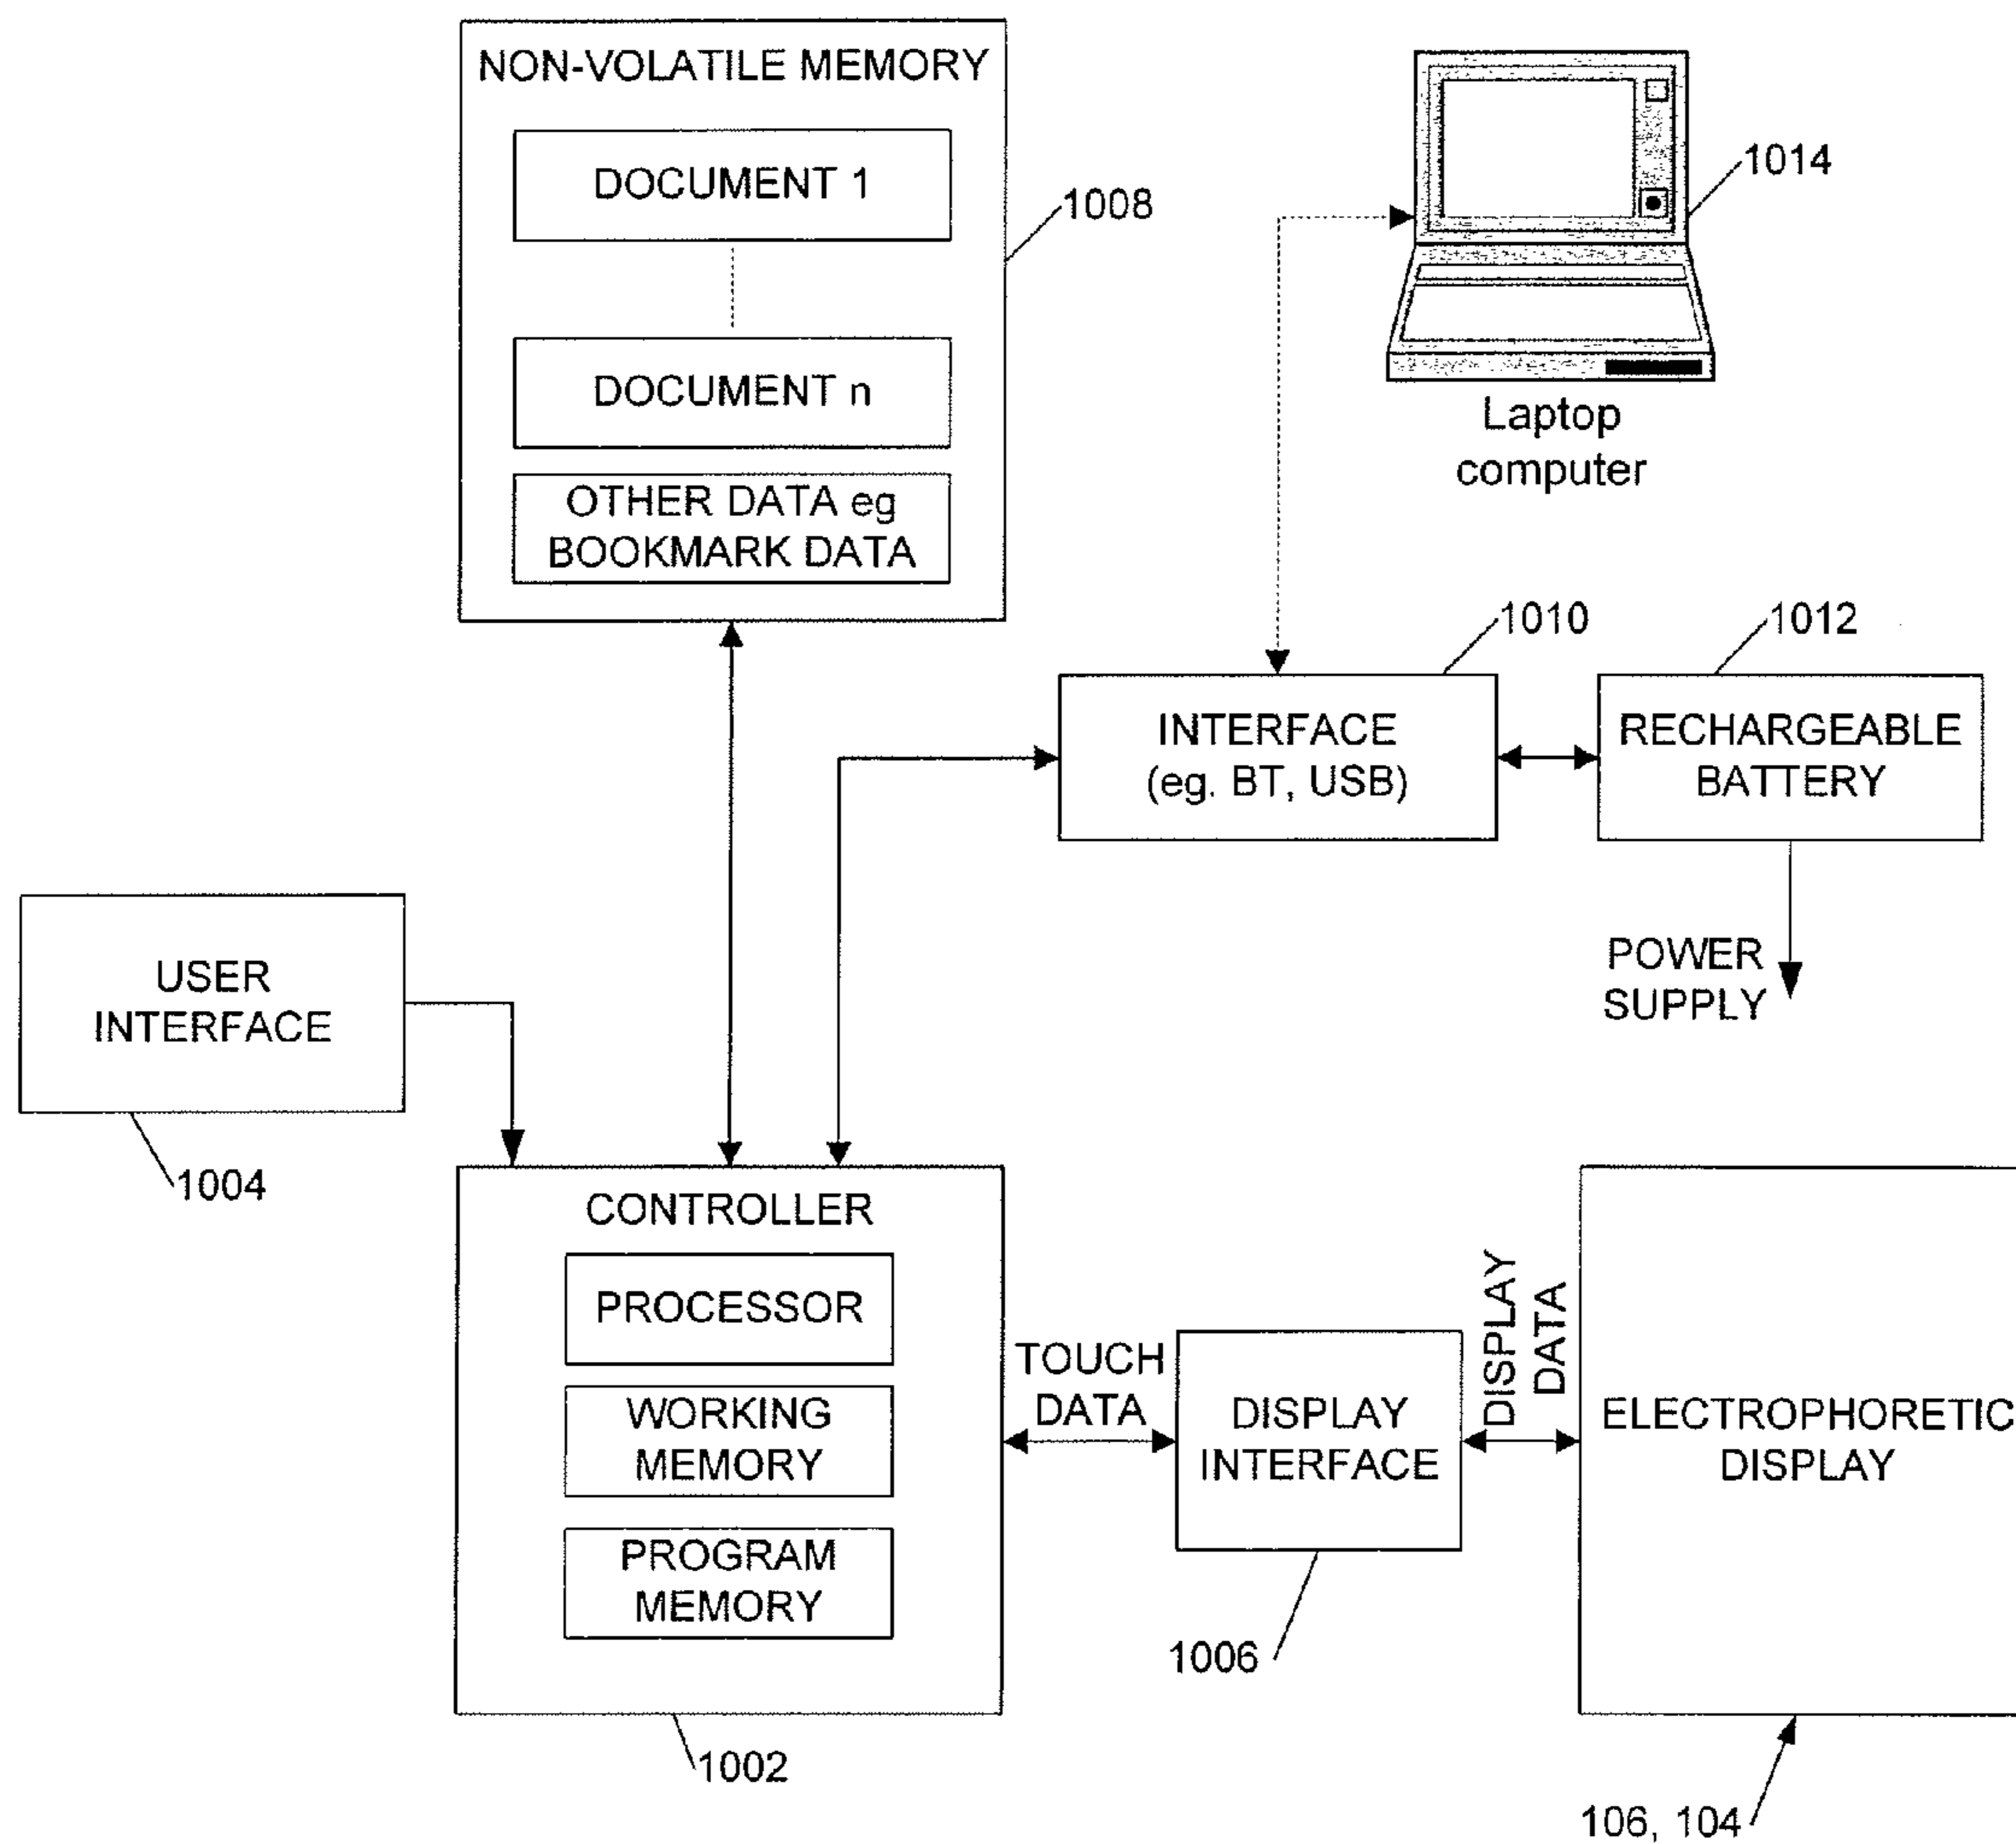 NON-VOLATILE MEMORY
DOCUMENT 1
DOCUMENT n
OTHER DATA eg
BOOKMARK DATA
1008
1014
Laptop
computer
1010
1012
INTERFACE
(eg. BT, USB)
RECHARGEABLE
BATTERY
POWER
SUPPLY
USER
INTERFACE
1004
CONTROLLER
PROCESSOR
WORKING
MEMORY
PROGRAM
MEMORY
1002
TOUCH
DATA
DISPLAY
INTERFACE
1006
DISPLAY
DATA
ELECTROPHORETIC
DISPLAY
106, 104